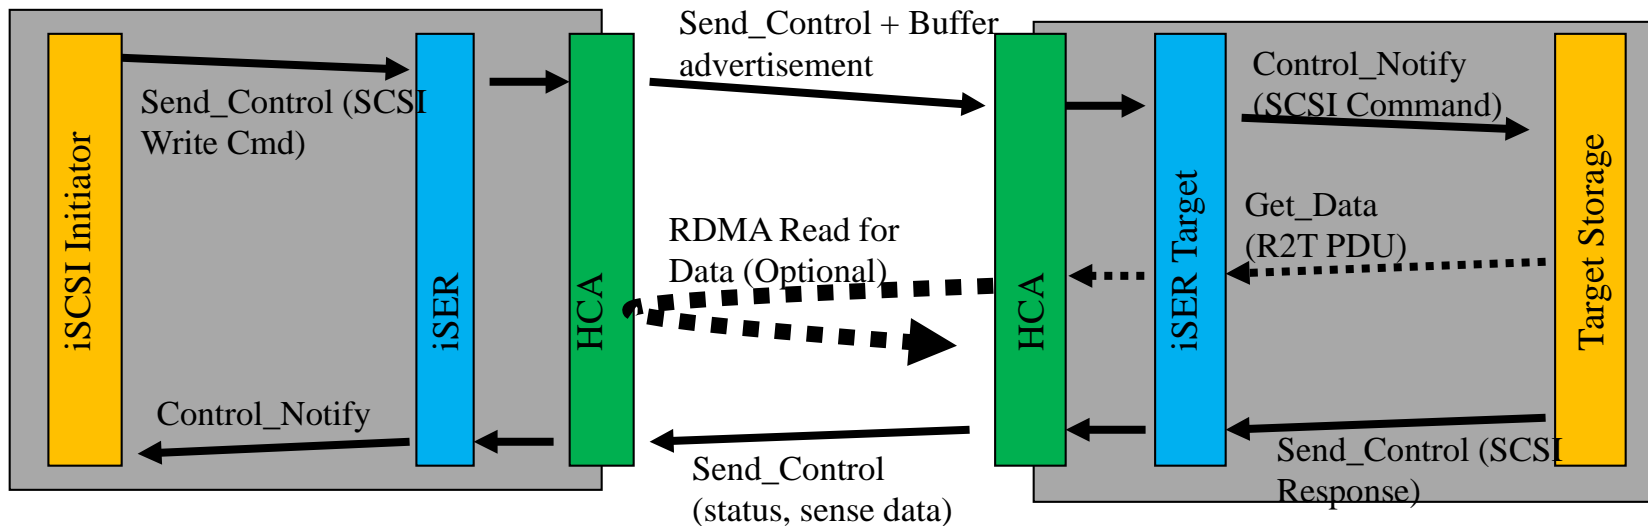 Send_Control + Buffer
advertisement
Control_Notify
(SCSI Command)
Send_Control (SCSI
Write Cmd)
iSCSI Initiator
iSER
HCA
RDMA Read for
Data (Optional)
HCA
iSER Target
Get_Data
(R2T PDU)
Target Storage
Control_Notify
Send_Control
(status, sense data)
Send_Control (SCSI
Response)